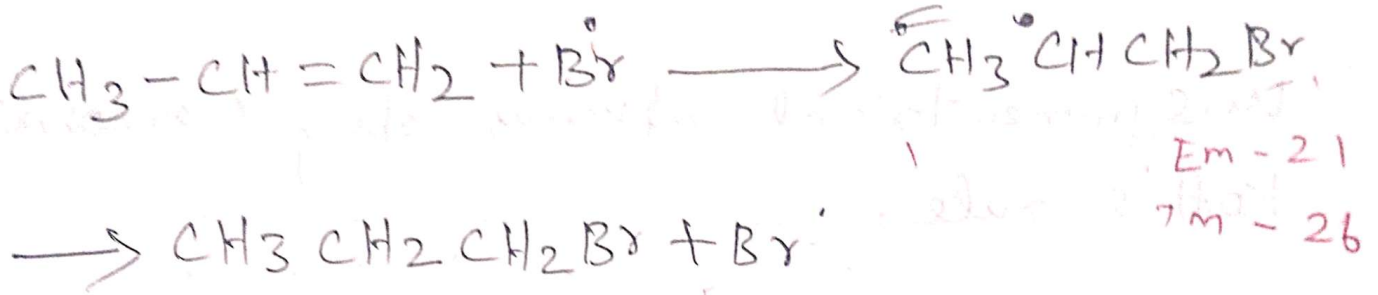 CH3 - CH = CH2 + Br• ⟶ CH3 •CH CH2 Br
Em - 21
7m - 26
⟶ CH3 CH2 CH2 Br + Br•